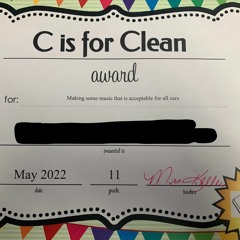 C is for Clean
award
for: Making some music that is acceptable for all ears
presented to
May 2022 11
date grade teacher